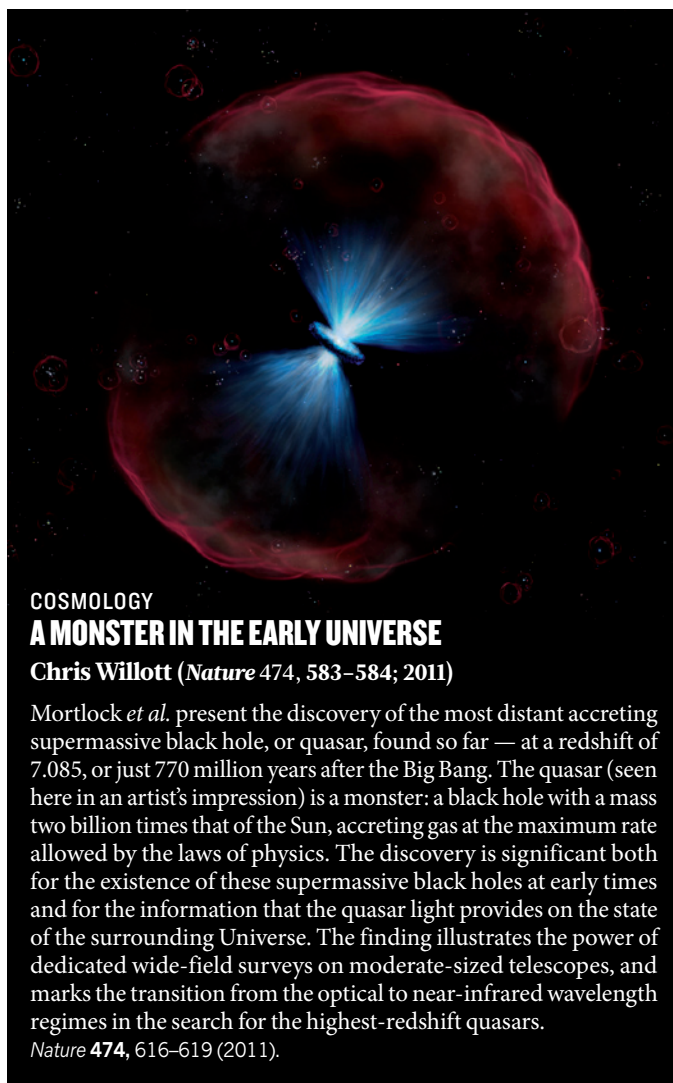 COSMOLOGY
A MONSTER IN THE EARLY UNIVERSE
Chris Willott (Nature 474, 583–584; 2011)
Mortlock et al. present the discovery of the most distant accreting
supermassive black hole, or quasar, found so far — at a redshift of
7.085, or just 770 million years after the Big Bang. The quasar (seen
here in an artist’s impression) is a monster: a black hole with a mass
two billion times that of the Sun, accreting gas at the maximum rate
allowed by the laws of physics. The discovery is significant both
for the existence of these supermassive black holes at early times
and for the information that the quasar light provides on the state
of the surrounding Universe. The finding illustrates the power of
dedicated wide-field surveys on moderate-sized telescopes, and
marks the transition from the optical to near-infrared wavelength
regimes in the search for the highest-redshift quasars.
Nature 474, 616–619 (2011).